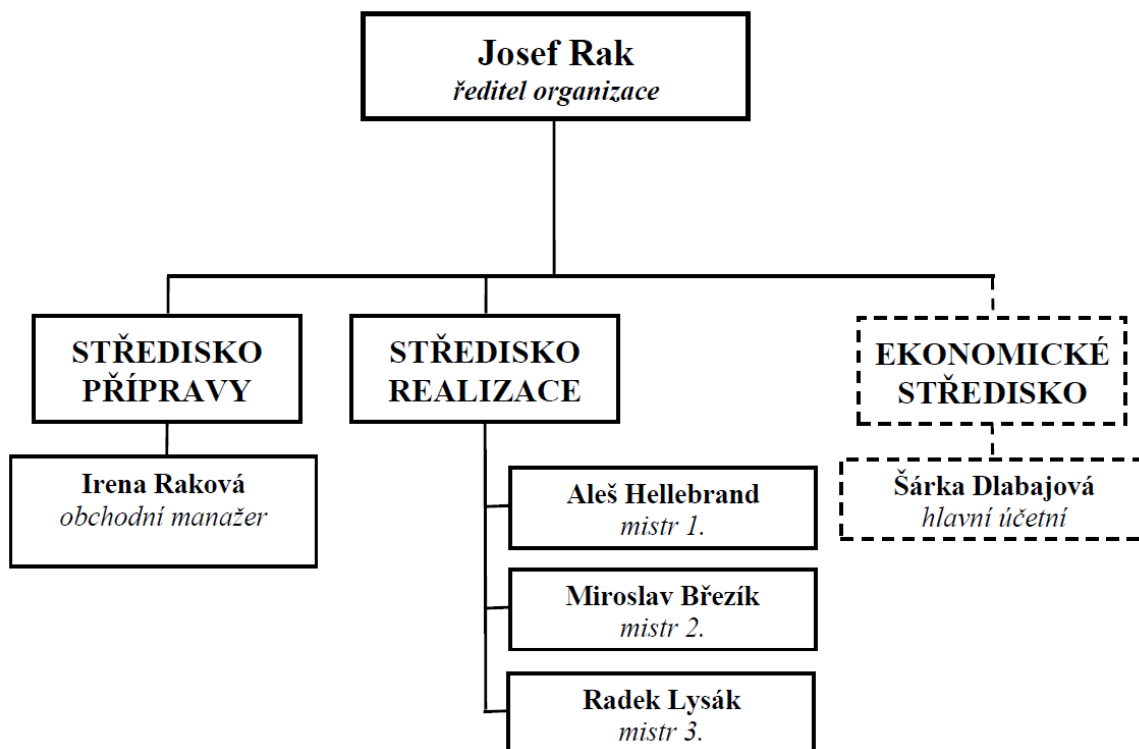 Josef Rak
ředitel organizace
STŘEDISKO
PŘÍPRAVY
Irena Raková
obchodní manažer
STŘEDISKO
REALIZACE
Aleš Hellebrand
mistr 1.
Miroslav Březík
mistr 2.
Radek Lysák
mistr 3.
EKONOMICKÉ
STŘEDISKO
Šárka Dlabajová
hlavní účetní